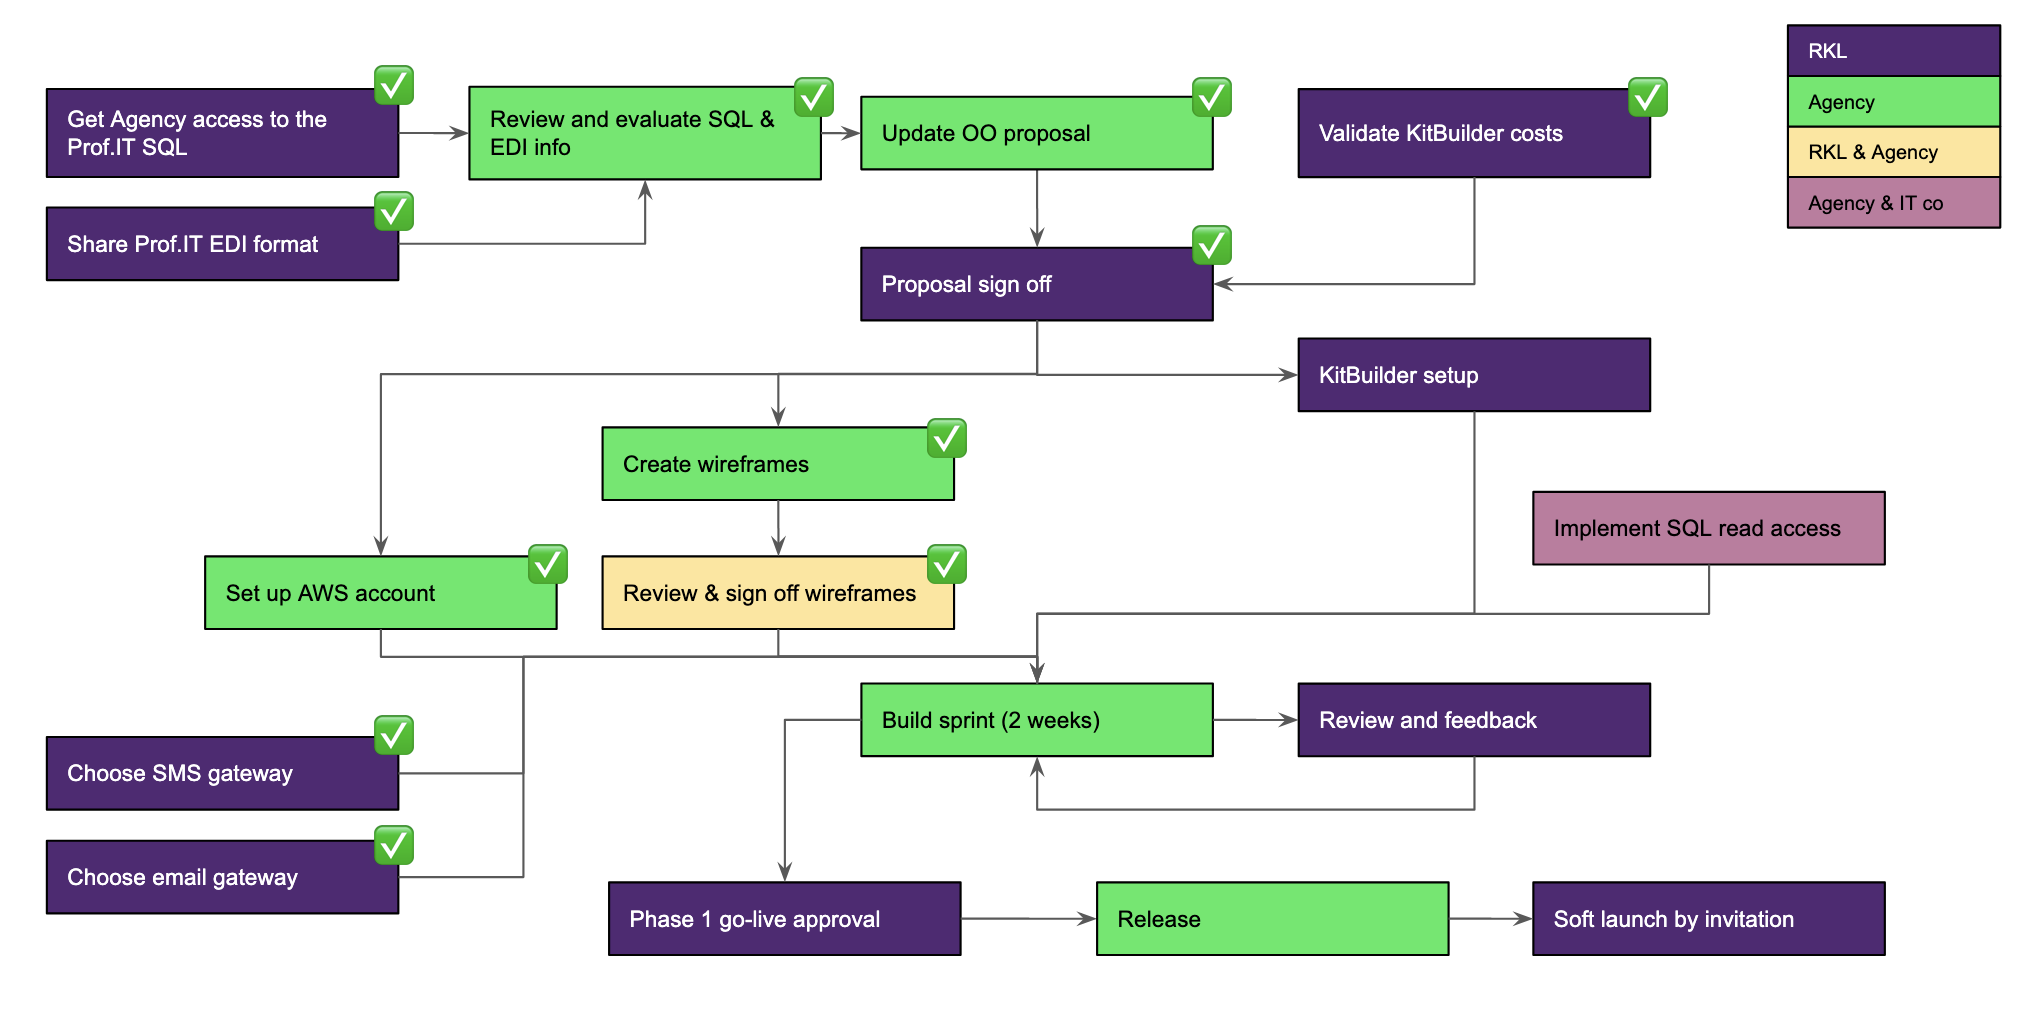 RKL
Agency
RKL & Agency
Agency & IT co
Get Agency access to the
Prof.IT SQL
Review and evaluate SQL &
EDI info
Update OO proposal
Validate KitBuilder costs
Share Prof.IT EDI format
Proposal sign off
KitBuilder setup
Create wireframes
Implement SQL read access
Set up AWS account
Review & sign off wireframes
Build sprint (2 weeks)
Review and feedback
Choose SMS gateway
Choose email gateway
Phase 1 go-live approval
Release
Soft launch by invitation